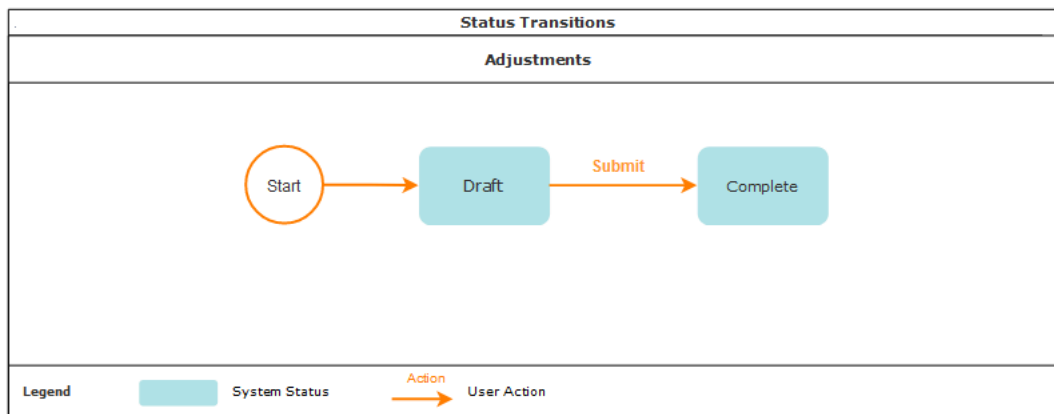 Status Transitions
Adjustments
Submit
Start
Draft
Complete
Action
Legend
System Status
User Action